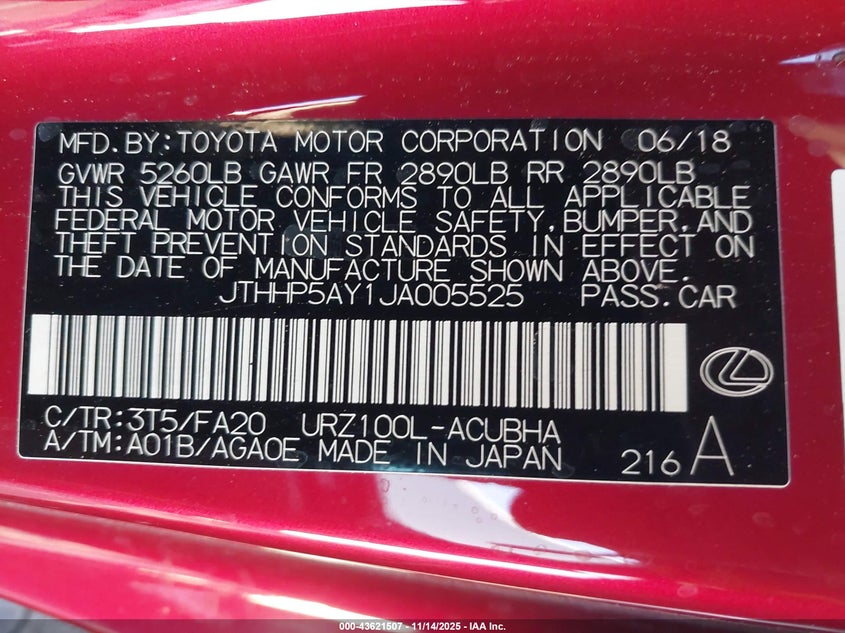 MFD.BY:TOYOTA MOTOR CORPORATION 06/18
GVWR 5260LB GAWR FR 2890LB RR 2890LB
THIS VEHICLE CONFORMS TO ALL APPLICABLE
FEDERAL MOTOR VEHICLE SAFETY,BUMPER,AND
THEFT PREVENTION STANDARDS IN EFFECT ON
THE DATE OF MANUFACTURE SHOWN ABOVE.
JTHHP5AY1JA005525 PASS.CAR
C/TR:3T5/FA20 URZ100L-ACUBHA
A/TM:A01B/AGA0E MADE IN JAPAN 216 A
000-43621507 - 11/14/2025 - IAA Inc.